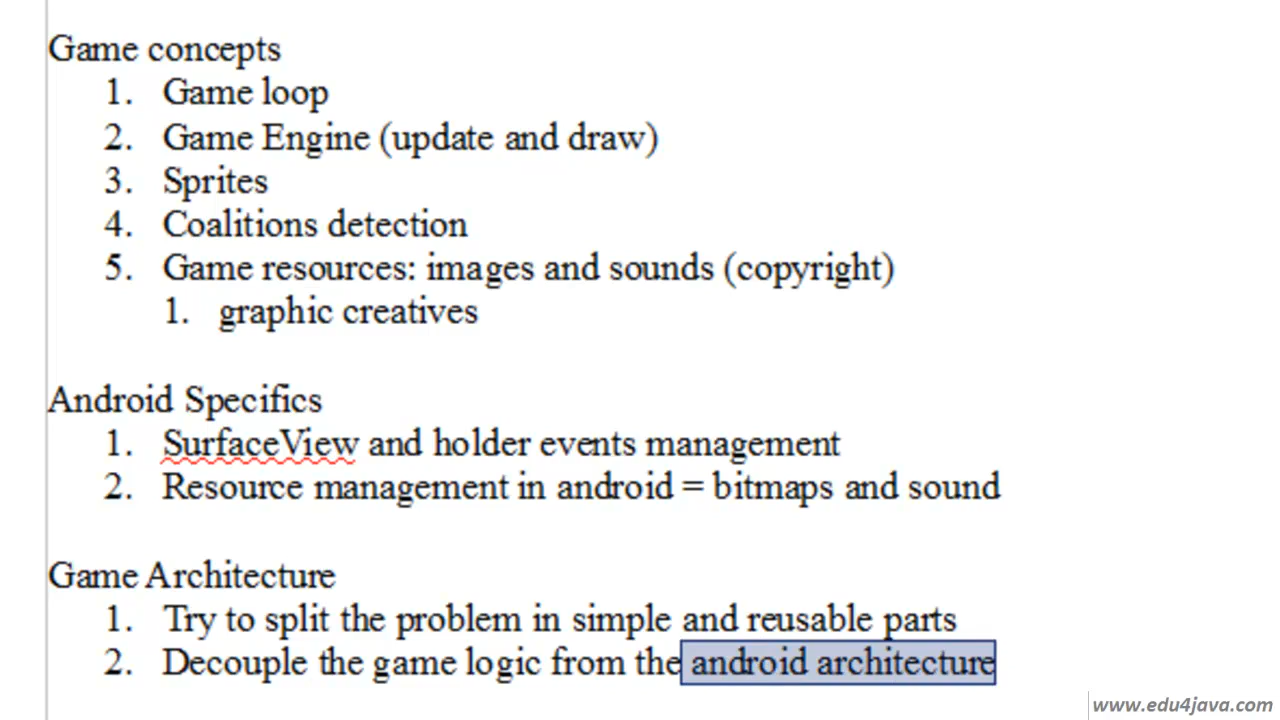 Game concepts
1. Game loop
2. Game Engine (update and draw)
3. Sprites
4. Coalitions detection
5. Game resources: images and sounds (copyright)
1. graphic creatives
Android Specifics
1. SurfaceView and holder events management
2. Resource management in android = bitmaps and sound
Game Architecture
1. Try to split the problem in simple and reusable parts
2. Decouple the game logic from the android architecture
www.edu4java.com